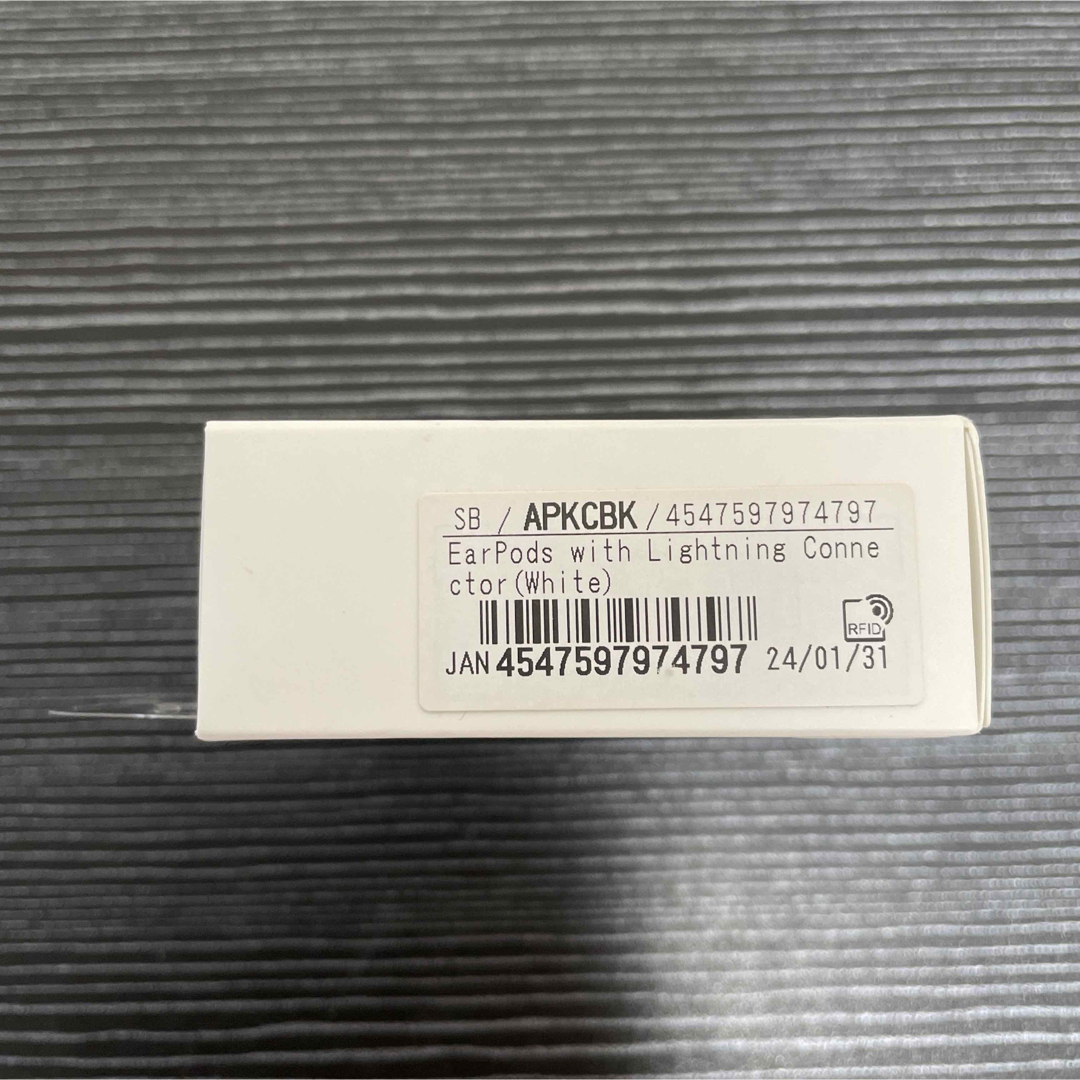 SB / APKCBK / 4547597974797
EarPods with Lightning Conne
ctor(White)
RFID
JAN 4547597974797 24/01/31